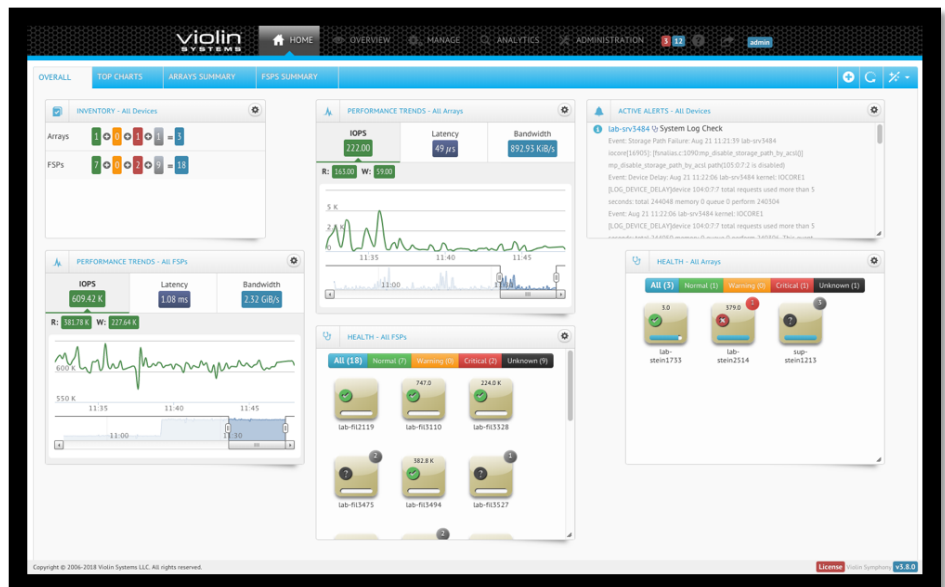 violin
SYSTEMS
HOME
OVERVIEW
MANAGE
ANALYTICS
ADMINISTRATION
3 12
admin
OVERALL
TOP CHARTS
ARRAYS SUMMARY
FSPS SUMMARY
INVENTORY - All Devices
Arrays 1 0 1 1 = 3
FSPs 7 0 2 9 = 18
PERFORMANCE TRENDS - All Arrays
IOPS Latency Bandwidth
222.00 49 µs 892.93 KiB/s
R: 163.00 W: 59.00
5 K
0
11:35 11:40 11:45
11:00
ACTIVE ALERTS - All Devices
lab-srv3484 System Log Check
Event: Storage Path Failure: Aug 21 11:21:59 lab-srv3484
iocore[16905]: [fsnalias.c:1090:mp_disable_storage_path_by_acsl()]
mp_disable_storage_path_by_acsl path(105:0:7:2 is disabled)
Event: Device Delay: Aug 21 11:22:06 lab-srv3484 kernel: IOCORE1
[LOG_DEVICE_DELAY]device 104:0:7:7 total requests used more than 5
seconds: total 244048 memory 0 queue 0 perform 240304
Event: Aug 21 11:22:06 lab-srv3484 kernel: IOCORE1
[LOG_DEVICE_DELAY]device 104:0:7:7 total requests used more than 5
PERFORMANCE TRENDS - All FSPs
IOPS Latency Bandwidth
609.42 K 1.08 ms 2.32 GiB/s
R: 381.78 K W: 227.64 K
600 K
550 K
11:35 11:40 11:45
11:00 11:30
HEALTH - All FSPs
All (18) Normal (7) Warning (0) Critical (2) Unknown (9)
747.0 224.0 K
lab-fil2119 lab-fil3110 lab-fil3328
2 382.8 K 1
lab-fil3475 lab-fil3494 lab-fil3527
2
HEALTH - All Arrays
All (3) Normal (1) Warning (0) Critical (1) Unknown (1)
3.0 379.0 1 3
lab-stein1733
lab-stein2514
sup-stein1213
Copyright © 2006-2018 Violin Systems LLC. All rights reserved.
License Violin Symphony v3.8.0